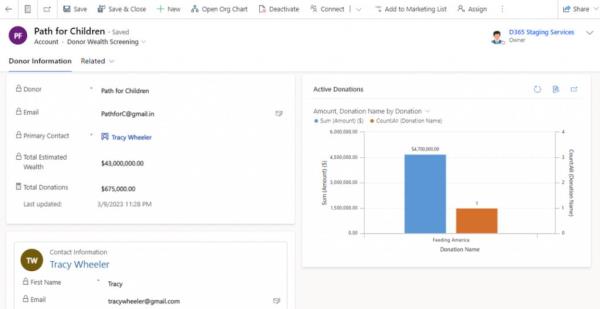 Save
Save & Close
New
Open Org Chart
Deactivate
Connect
Add to Marketing List
Assign
Share
PF
Path for Children - Saved
Account · Donor Wealth Screening
D365 Staging Services
Owner
Donor Information
Related
Donor
*
Path for Children
Email
PathforC@gmail.in
Primary Contact
*
Tracy Wheeler
Total Estimated Wealth
$43,000,000.00
Total Donations
$675,000.00
Last updated:
3/9/2023 11:28 PM
Active Donations
Amount, Donation Name by Donation
Sum (Amount) ($)
CountAll (Donation Name)
6,000,000.00
4,500,000.00
3,000,000.00
1,500,000.00
0.00
Sum (Amount) ($)
$4,700,000.00
1
4
3
2
1
0
CountAll (Donation Name)
Feeding America
Donation Name
TW
Contact Information
Tracy Wheeler
First Name
*
Tracy
Email
tracywheeler@gmail.com